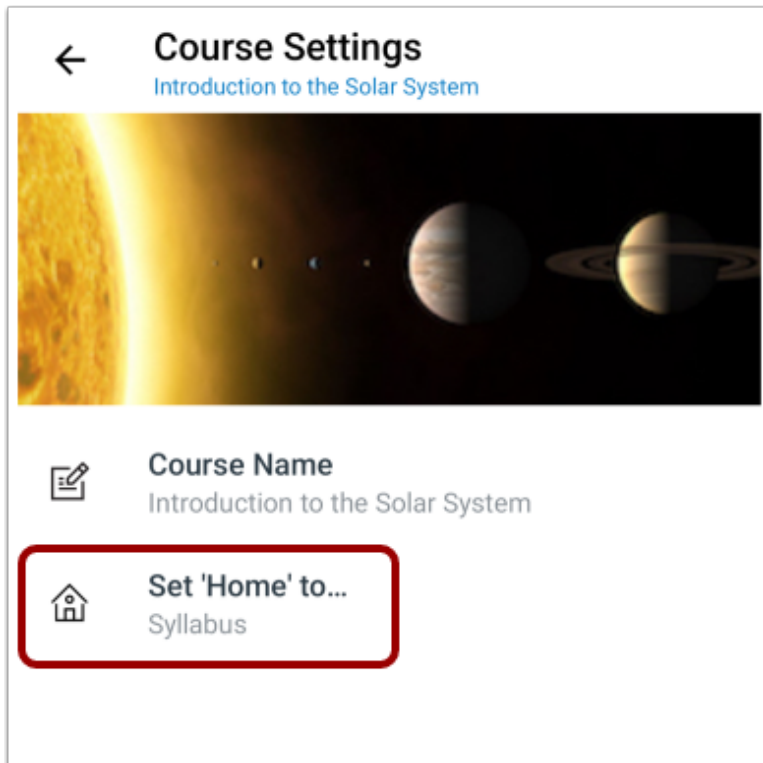 Course Settings
Introduction to the Solar System
Course Name
Introduction to the Solar System
Set 'Home' to...
Syllabus